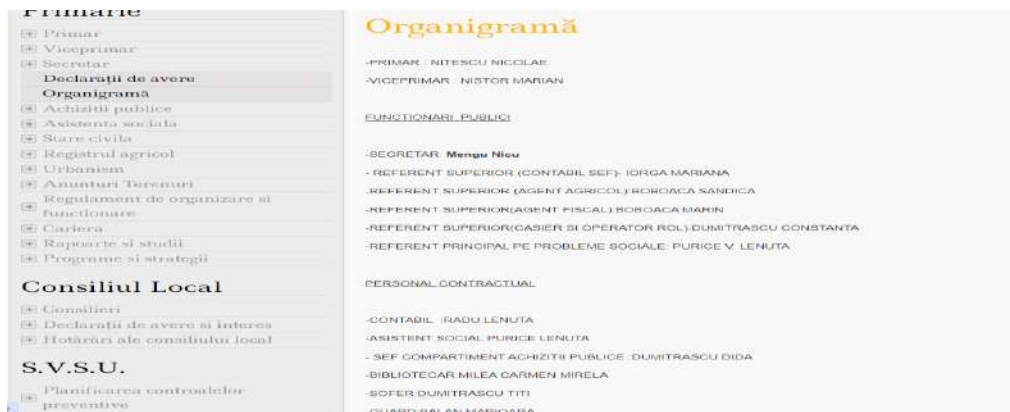 Primarie
Primar
Viceprimar
Secretar
Declarații de avere
Organigramă
Achizitii publice
Asistenta sociala
Stare civila
Registrul agricol
Urbanism
Anunturi Terenuri
Regulament de organizare si
functionare
Cariera
Rapoarte si studii
Programe si strategii
Consiliul Local
Consilieri
Declarații de avere si interes
Hotărâri ale consiliului local
S.V.S.U.
Planificarea controalelor
preventive
Organigramă
-PRIMAR : NITESCU NICOLAE
-VICEPRIMAR : NISTOR MARIAN
FUNCTIONARI PUBLICI
-SECRETAR: Mengu Nicu
- REFERENT SUPERIOR (CONTABIL SEF)- IORGA MARIANA
-REFERENT SUPERIOR (AGENT AGRICOL) BOBOACA SANDICA
-REFERENT SUPERIOR(AGENT FISCAL) BOBOACA MARIN
-REFERENT SUPERIOR(CASIER SI OPERATOR ROL)-DUMITRASCU CONSTANTA
-REFERENT PRINCIPAL PE PROBLEME SOCIALE: PURICE V. LENUTA
PERSONAL CONTRACTUAL
-CONTABIL :RADU LENUTA
-ASISTENT SOCIAL:PURICE LENUTA
- SEF COMPARTIMENT ACHIZITII PUBLICE :DUMITRASCU DIDA
-BIBLIOTECAR:MILEA CARMEN MIRELA
-SOFER:DUMITRASCU TITI
-GUARD:BALAN MARIOARA